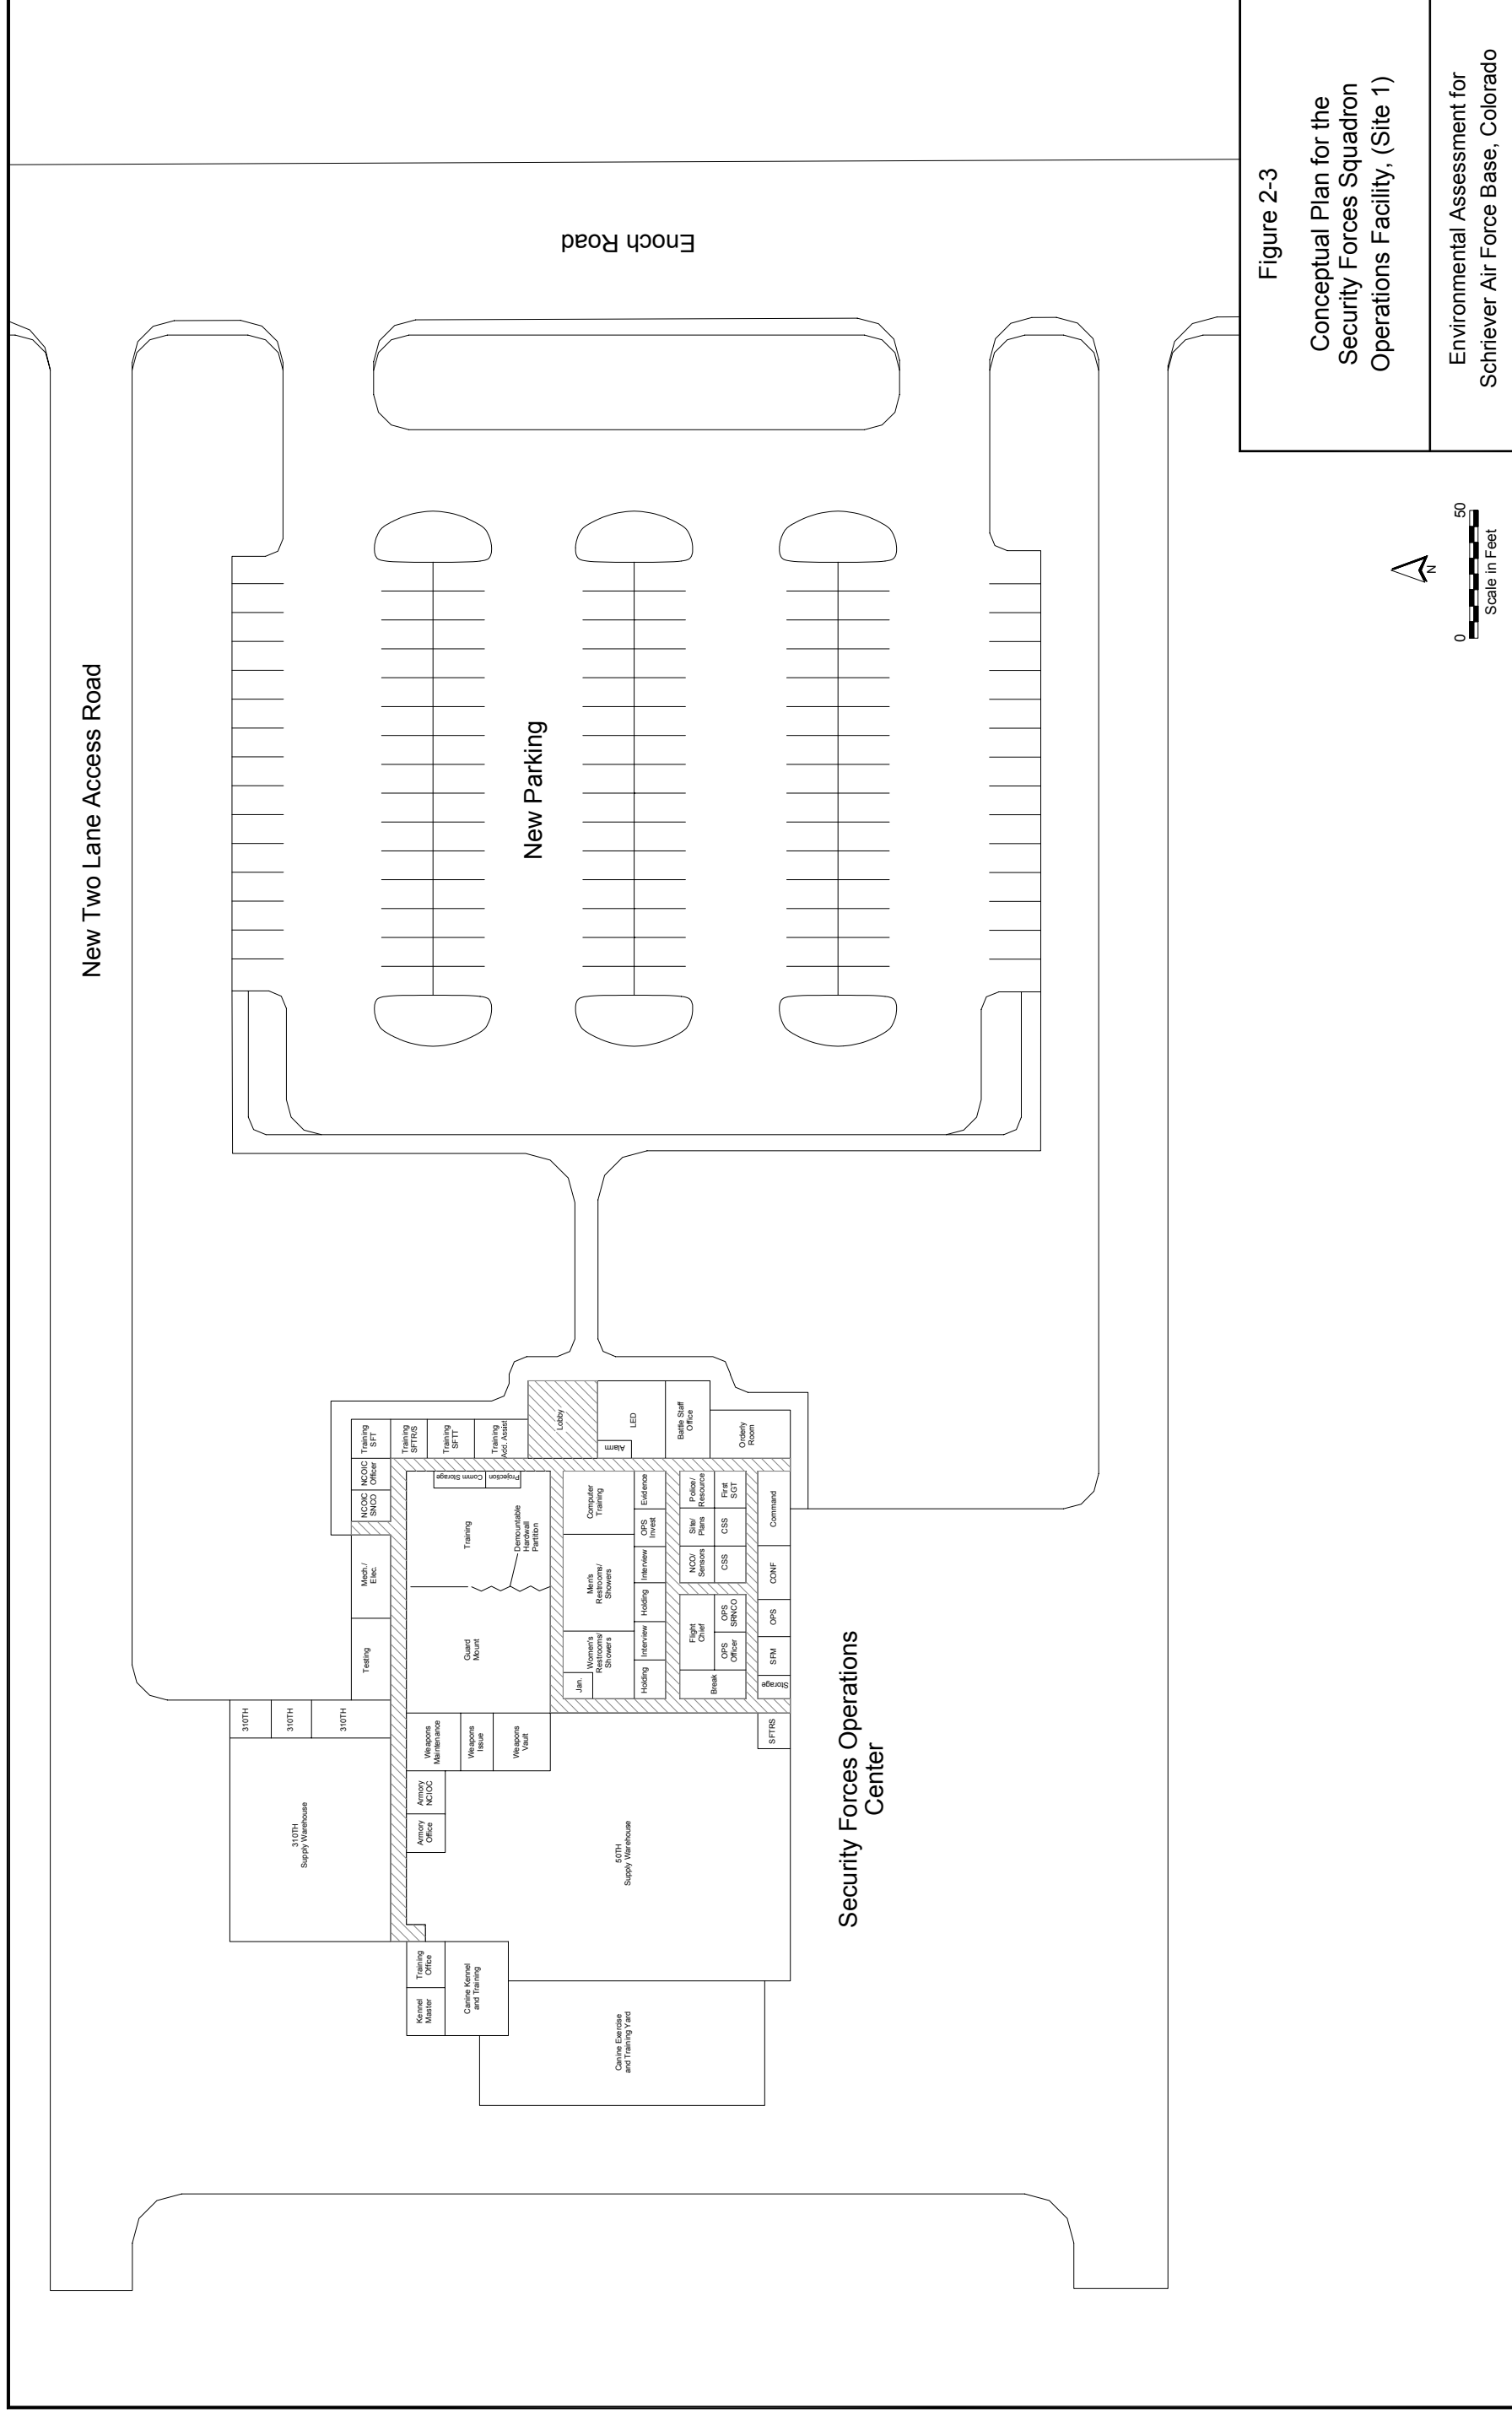 New Two Lane Access Road
Enoch Road
New Parking
310TH
310TH
310TH
310TH
Supply Warehouse
Testing
Mech./
Elec.
NCOIC
SNCO
NCOIC
Officer
Training
SFT
Training
SFTR/S
Training
SFTT
Training
Add. Assist
Lobby
Alarm
LED
Battle Staff
Office
Orderly
Room
Comm Storage
Projection
Training
Demountable
Hardwall
Partition
Guard
Mount
Weapons
Maintenance
Weapons
Issue
Weapons
Vault
Armory
NCIOC
Armory
Office
Training
Office
Kennel
Master
Canine Kennel
and Training
Canine Exercise
and Training Yard
50TH
Supply Warehouse
Computer
Training
Men's
Restrooms/
Showers
Women's
Restrooms/
Showers
Jan.
Evidence
OPS
Invest
Interview
Holding
Interview
Holding
Police/
Resource
Site/
Plans
NCO/
Sensors
First
SGT
CSS
CSS
Flight
Chief
OPS
SRNCO
OPS
Officer
Break
Command
CONF
OPS
SFM
Storage
SFTRS
Security Forces Operations
Center
Figure 2-3
Conceptual Plan for the
Security Forces Squadron
Operations Facility, (Site 1)
Environmental Assessment for
Schriever Air Force Base, Colorado
N
0 50
Scale in Feet